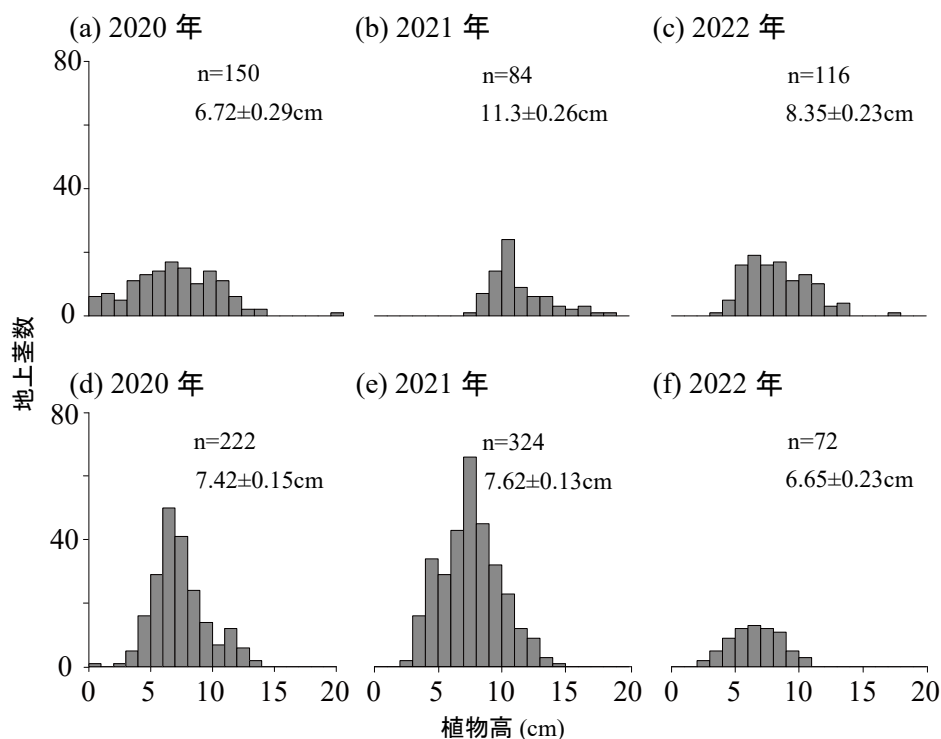 (a) 2020 年
(b) 2021 年
(c) 2022 年
80
40
0
n=150
6.72±0.29cm
n=84
11.3±0.26cm
n=116
8.35±0.23cm
地上茎数
(d) 2020 年
(e) 2021 年
(f) 2022 年
80
40
0
n=222
7.42±0.15cm
n=324
7.62±0.13cm
n=72
6.65±0.23cm
0 5 10 15 20
0 5 10 15 20
0 5 10 15 20
植物高 (cm)